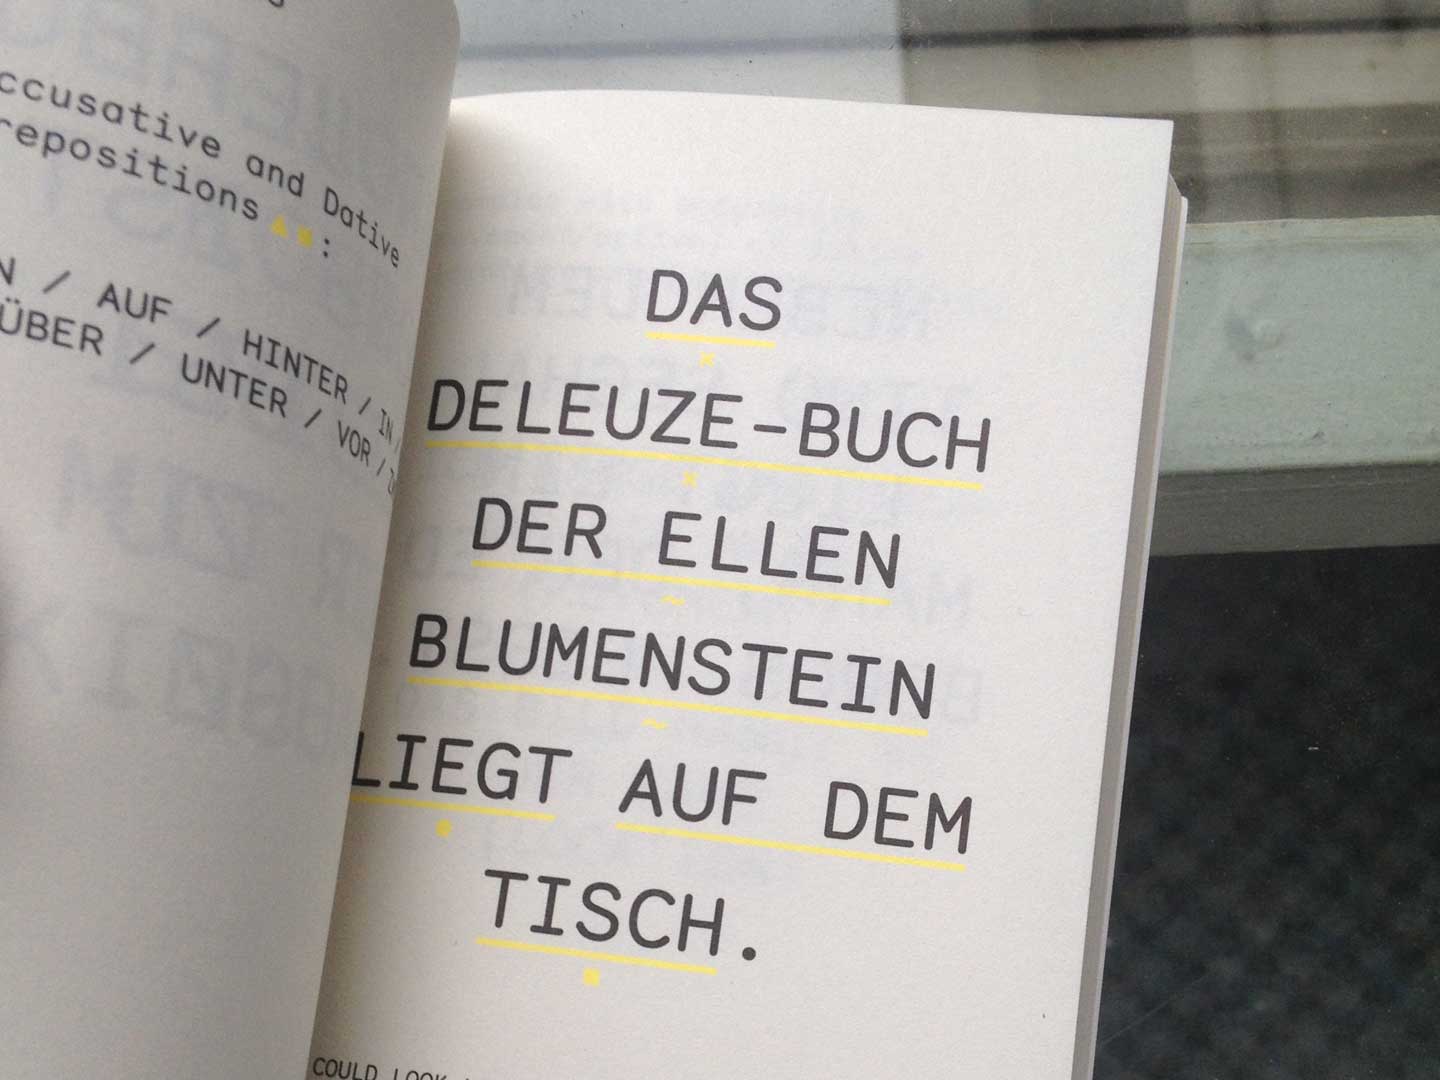 ccusative and Dative
repositions :
N / AUF / HINTER / IN /
ÜBER / UNTER / VOR /
DAS
DELEUZE-BUCH
DER ELLEN
BLUMENSTEIN
LIEGT AUF DEM
TISCH.
COULD LOOK